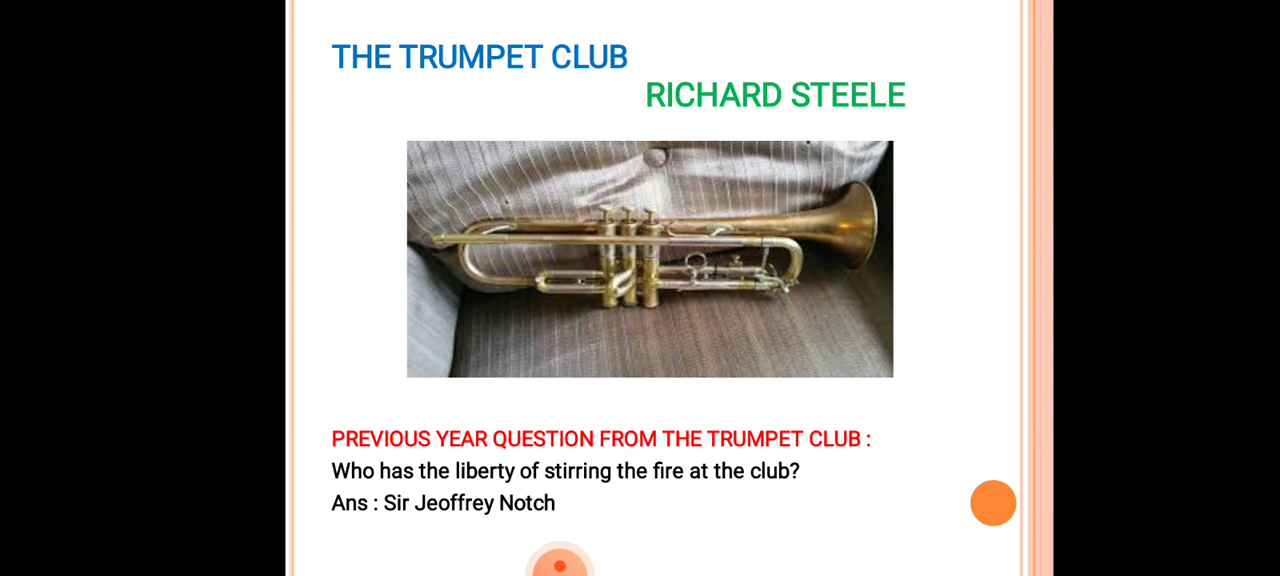 THE TRUMPET CLUB
RICHARD STEELE
PREVIOUS YEAR QUESTION FROM THE TRUMPET CLUB :
Who has the liberty of stirring the fire at the club?
Ans : Sir Jeoffrey Notch